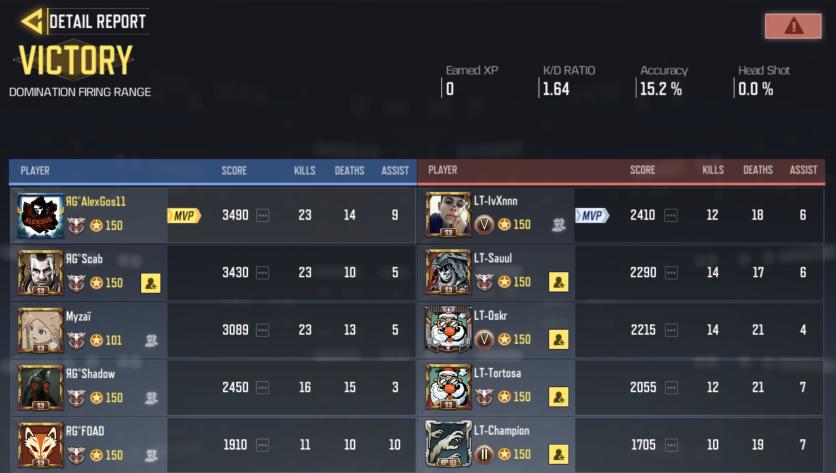 DETAIL REPORT
VICTORY
DOMINATION FIRING RANGE
Earned XP K/D RATIO Accuracy Head Shot
0 1.64 15.2 % 0.0 %
PLAYER SCORE KILLS DEATHS ASSIST PLAYER SCORE KILLS DEATHS ASSIST
ЯG°AlexGos11 150 MVP 3490 23 14 9
LT-IvXnnn V 150 MVP 2410 12 18 6
ЯG°Scab 150 3430 23 10 5
LT-Sauul 150 2290 14 17 6
Myzaï 101 3089 23 13 5
LT-Oskr V 150 2215 14 21 4
ЯG°Shadow 150 2450 16 15 3
LT-Tortosa 150 2055 12 21 7
ЯG°FOAD 150 1910 11 10 10
LT-Champion II 150 1705 10 19 7